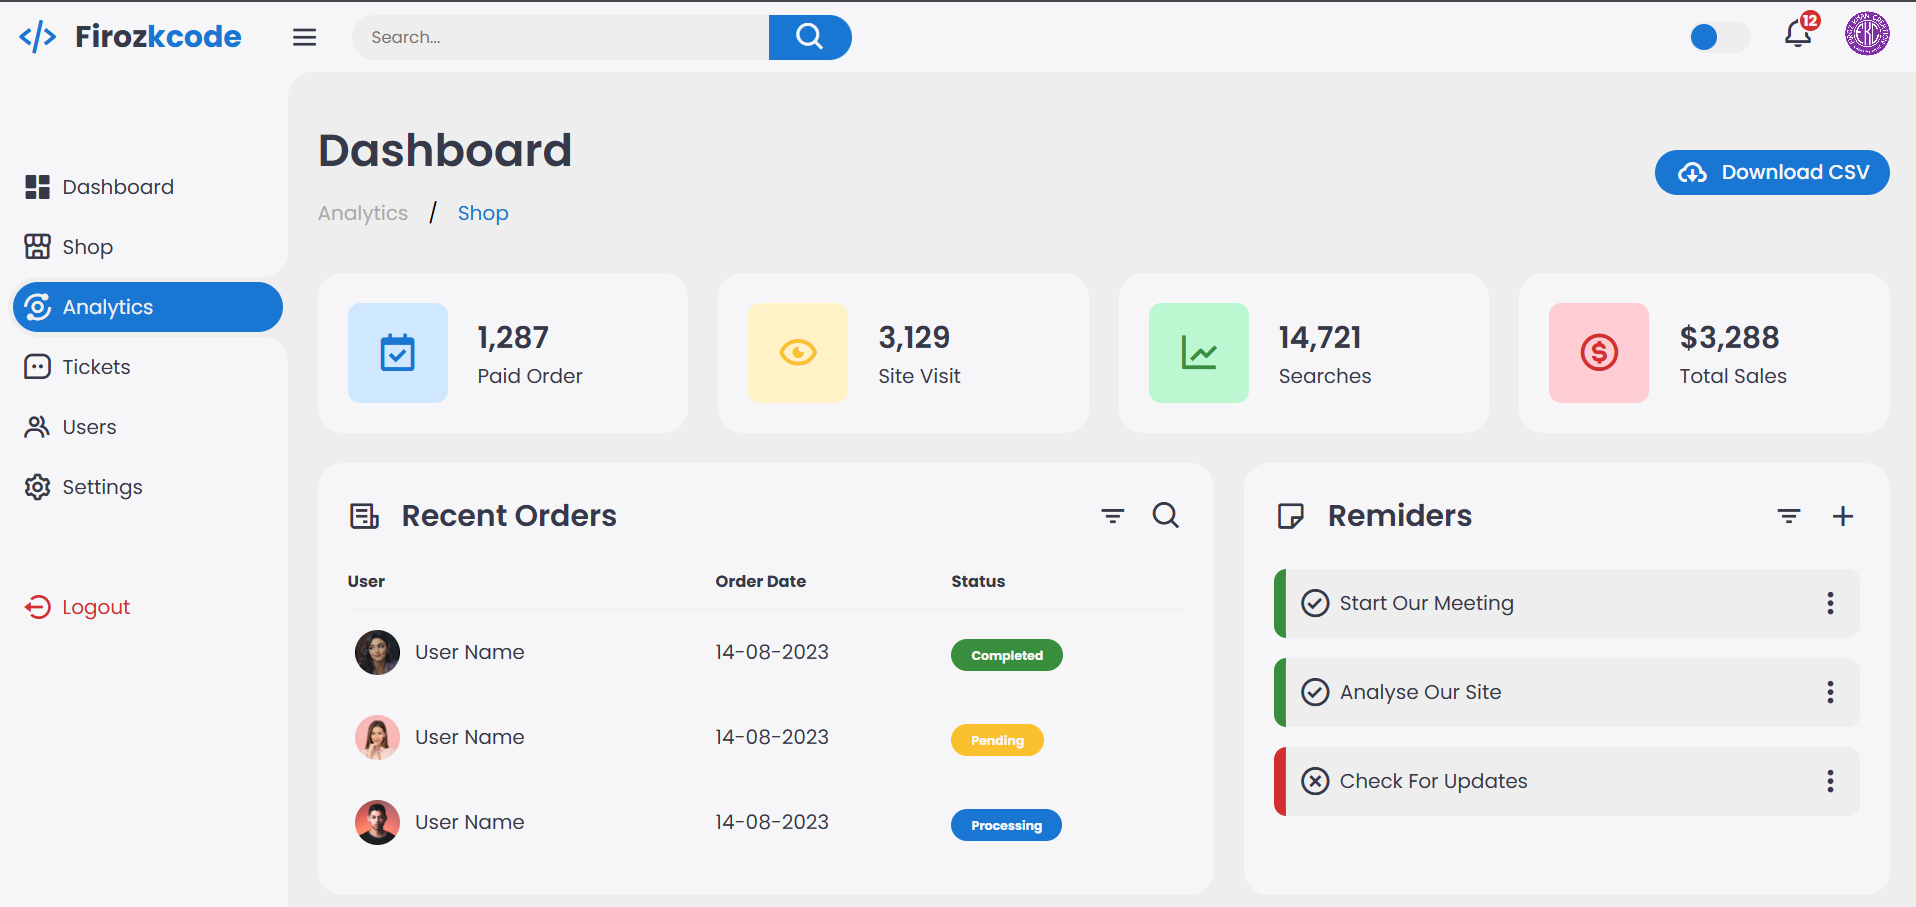 </> Firozkcode
Search...
12
Dashboard
Shop
Analytics
Tickets
Users
Settings
Logout
Dashboard
Analytics / Shop
Download CSV
1,287
Paid Order
3,129
Site Visit
14,721
Searches
$3,288
Total Sales
Recent Orders
User Order Date Status
User Name 14-08-2023 Completed
User Name 14-08-2023 Pending
User Name 14-08-2023 Processing
Remiders
Start Our Meeting
Analyse Our Site
Check For Updates